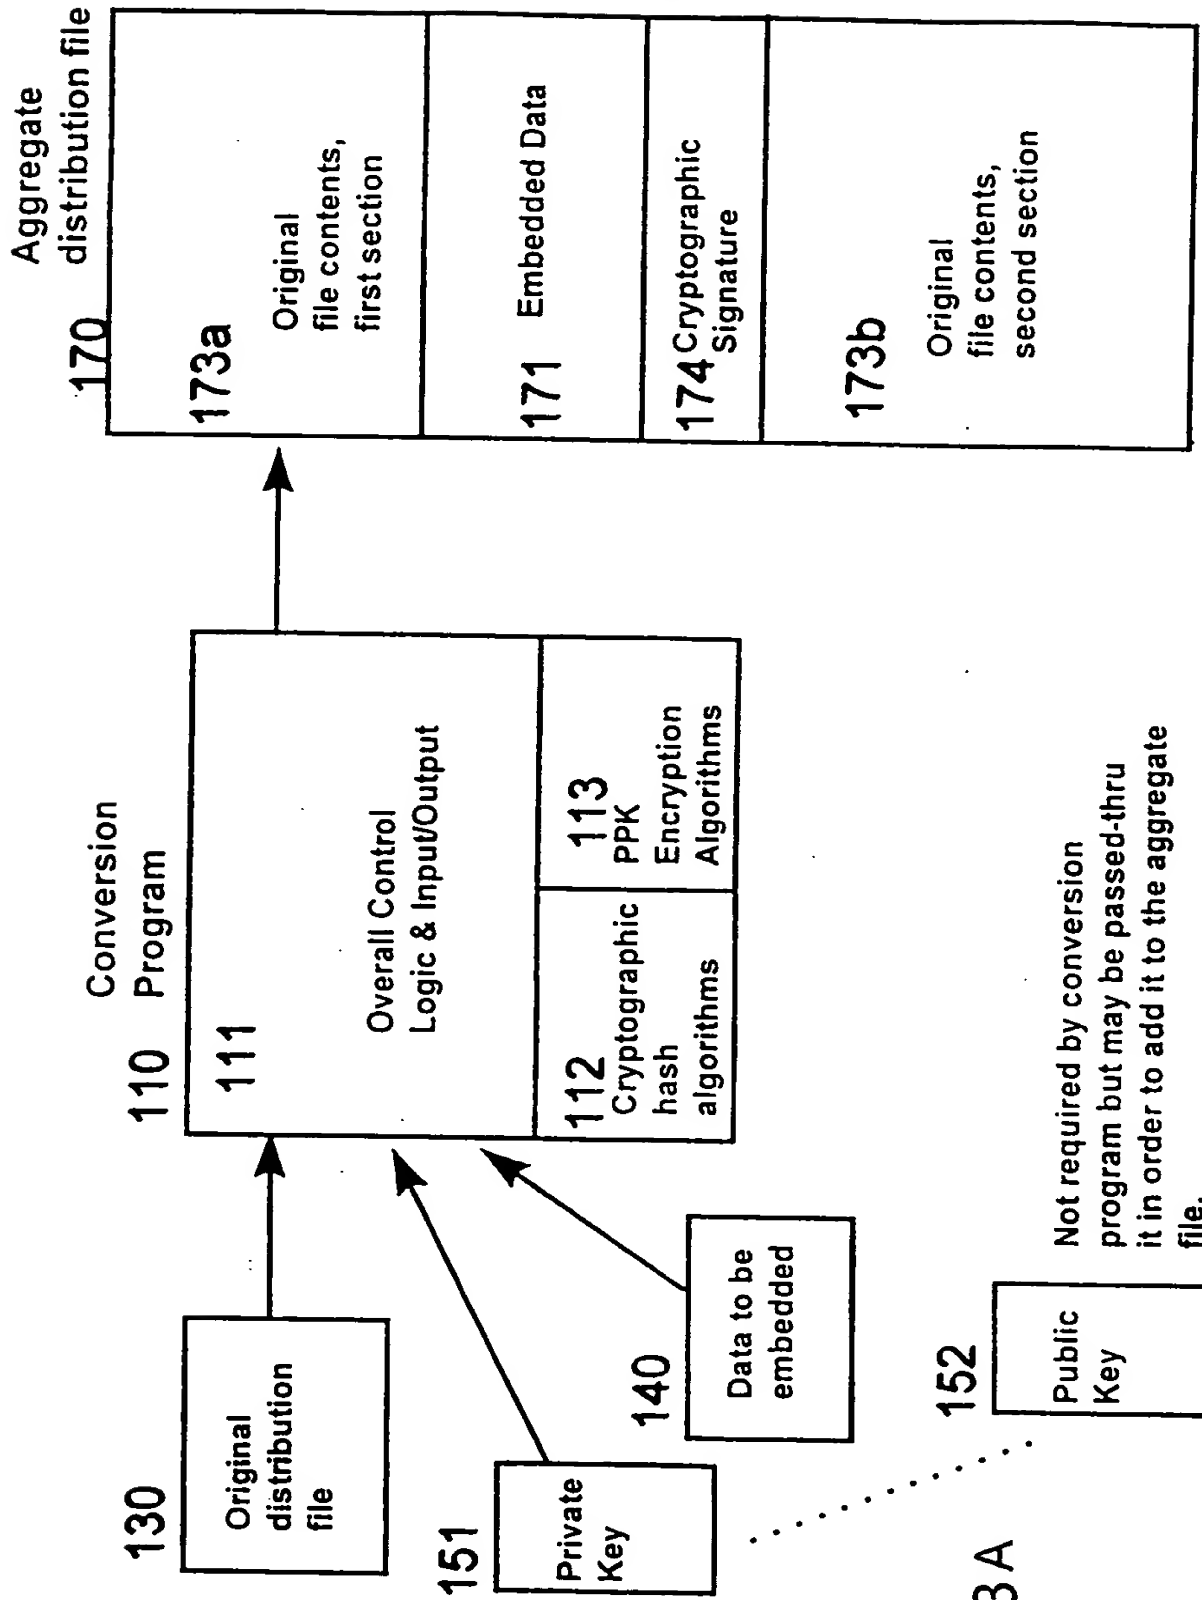 130
Original
distribution
file
151
Private
Key
140
Data to be
embedded
152
Public
Key
Not required by conversion
program but may be passed-thru
it in order to add it to the aggregate
file.
110
Conversion
Program
111
Overall Control
Logic & Input/Output
112
Cryptographic
hash
algorithms
113
PPK
Encryption
Algorithms
170
Aggregate
distribution file
173a
Original
file contents,
first section
171
Embedded Data
174
Cryptographic
Signature
173b
Original
file contents,
second section
3A